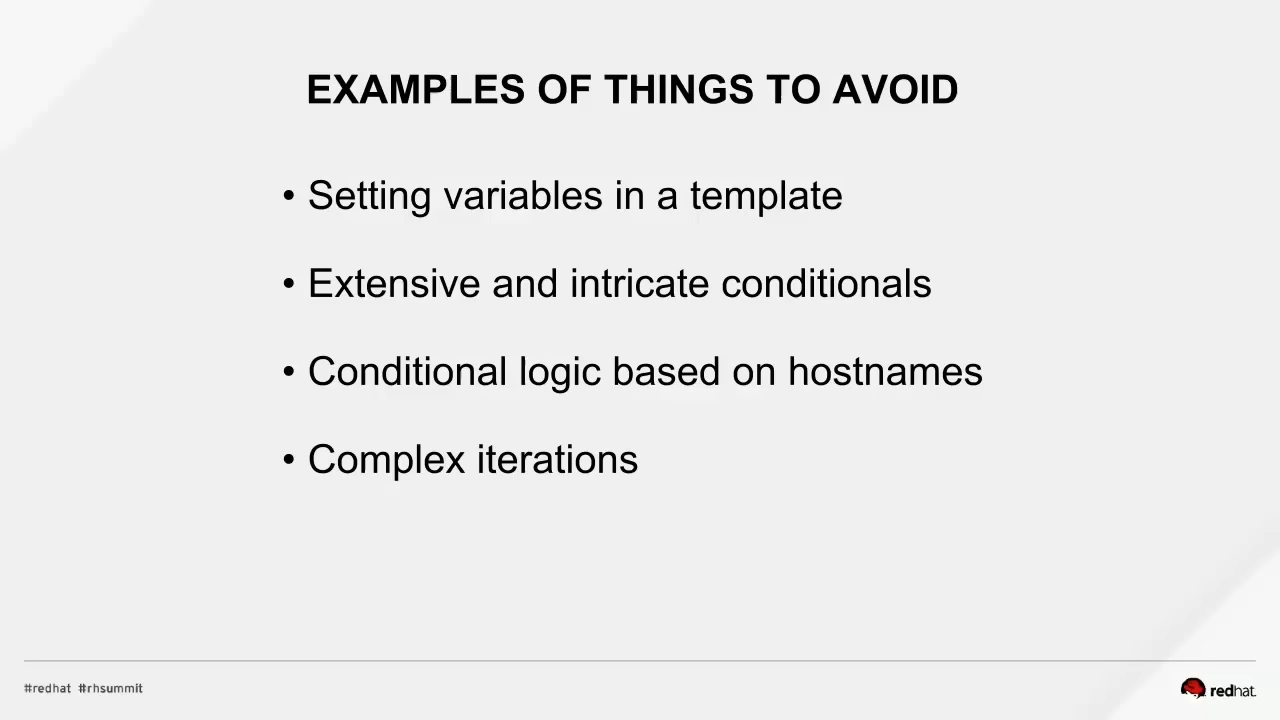 EXAMPLES OF THINGS TO AVOID
• Setting variables in a template
• Extensive and intricate conditionals
• Conditional logic based on hostnames
• Complex iterations
#redhat #rhsummit
redhat.